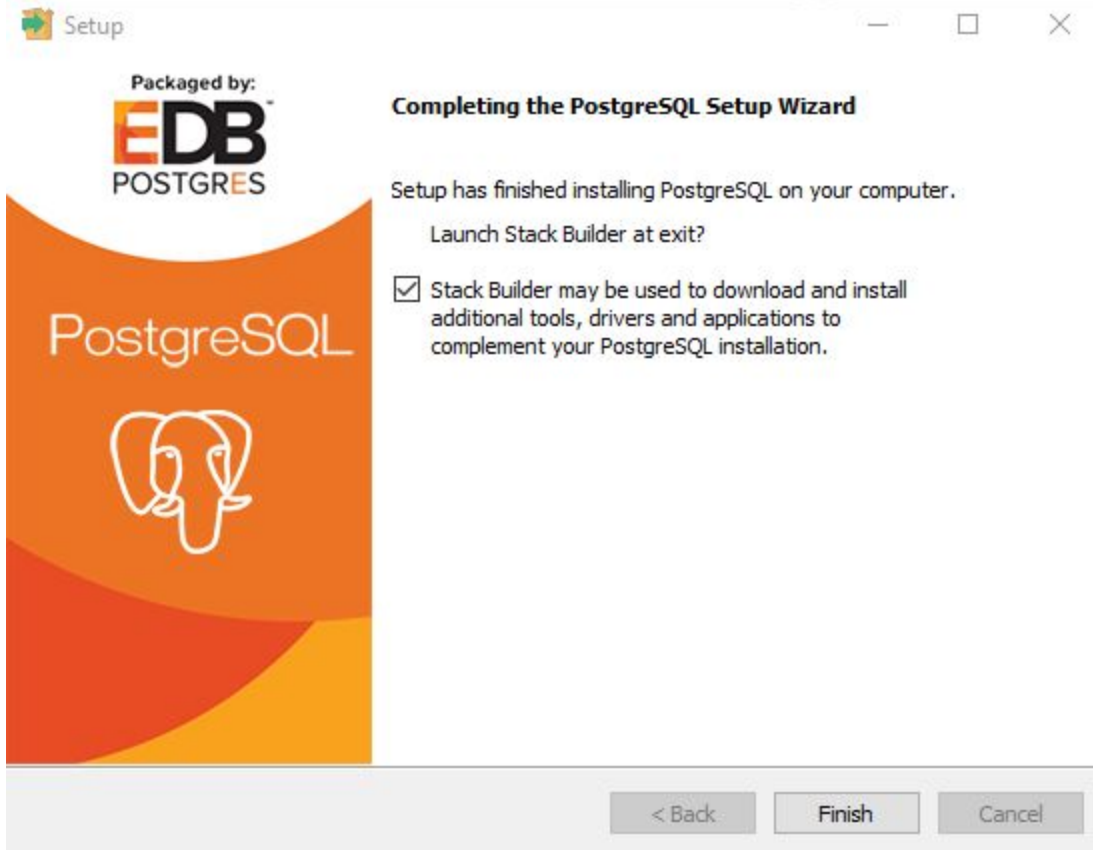 Setup
Packaged by:
EDB™
POSTGRES
PostgreSQL
Completing the PostgreSQL Setup Wizard
Setup has finished installing PostgreSQL on your computer.
Launch Stack Builder at exit?
Stack Builder may be used to download and install
additional tools, drivers and applications to
complement your PostgreSQL installation.
< Back
Finish
Cancel